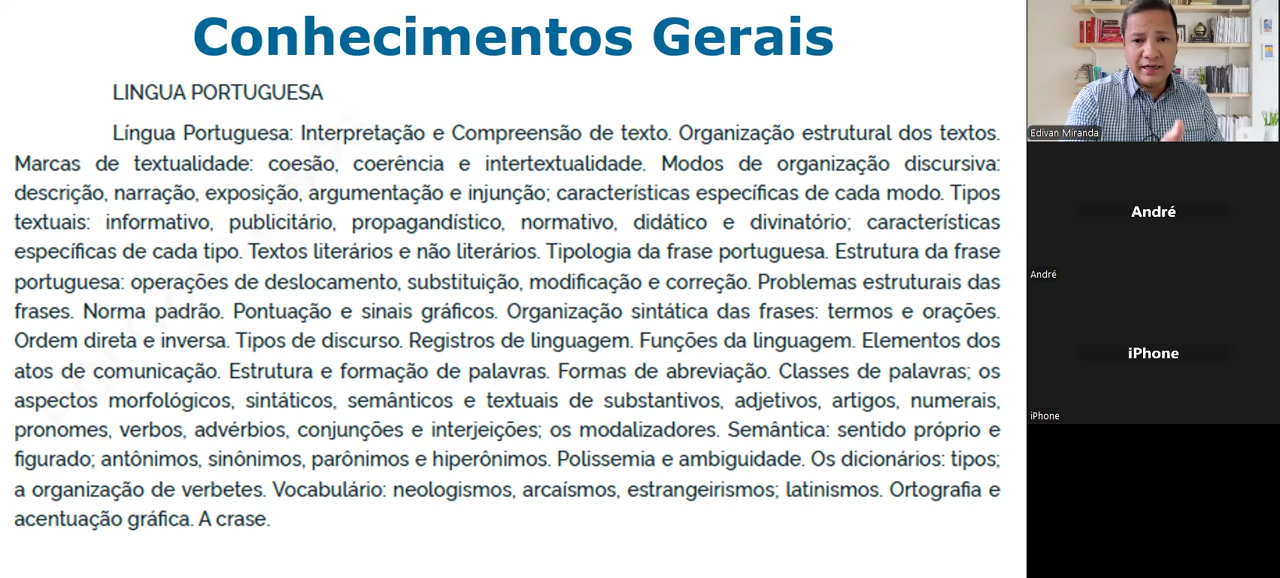 Conhecimentos Gerais
LINGUA PORTUGUESA
Língua Portuguesa: Interpretação e Compreensão de texto. Organização estrutural dos textos.
Marcas de textualidade: coesão, coerência e intertextualidade. Modos de organização discursiva:
descrição, narração, exposição, argumentação e injunção; características específicas de cada modo. Tipos
textuais: informativo, publicitário, propagandístico, normativo, didático e divinatório; características
específicas de cada tipo. Textos literários e não literários. Tipologia da frase portuguesa. Estrutura da frase
portuguesa: operações de deslocamento, substituição, modificação e correção. Problemas estruturais das
frases. Norma padrão. Pontuação e sinais gráficos. Organização sintática das frases: termos e orações.
Ordem direta e inversa. Tipos de discurso. Registros de linguagem. Funções da linguagem. Elementos dos
atos de comunicação. Estrutura e formação de palavras. Formas de abreviação. Classes de palavras; os
aspectos morfológicos, sintáticos, semânticos e textuais de substantivos, adjetivos, artigos, numerais,
pronomes, verbos, advérbios, conjunções e interjeições; os modalizadores. Semântica: sentido próprio e
figurado; antônimos, sinônimos, parônimos e hiperônimos. Polissemia e ambiguidade. Os dicionários: tipos;
a organização de verbetes. Vocabulário: neologismos, arcaísmos, estrangeirismos; latinismos. Ortografia e
acentuação gráfica. A crase.
Edivan Miranda
André
André
iPhone
iPhone